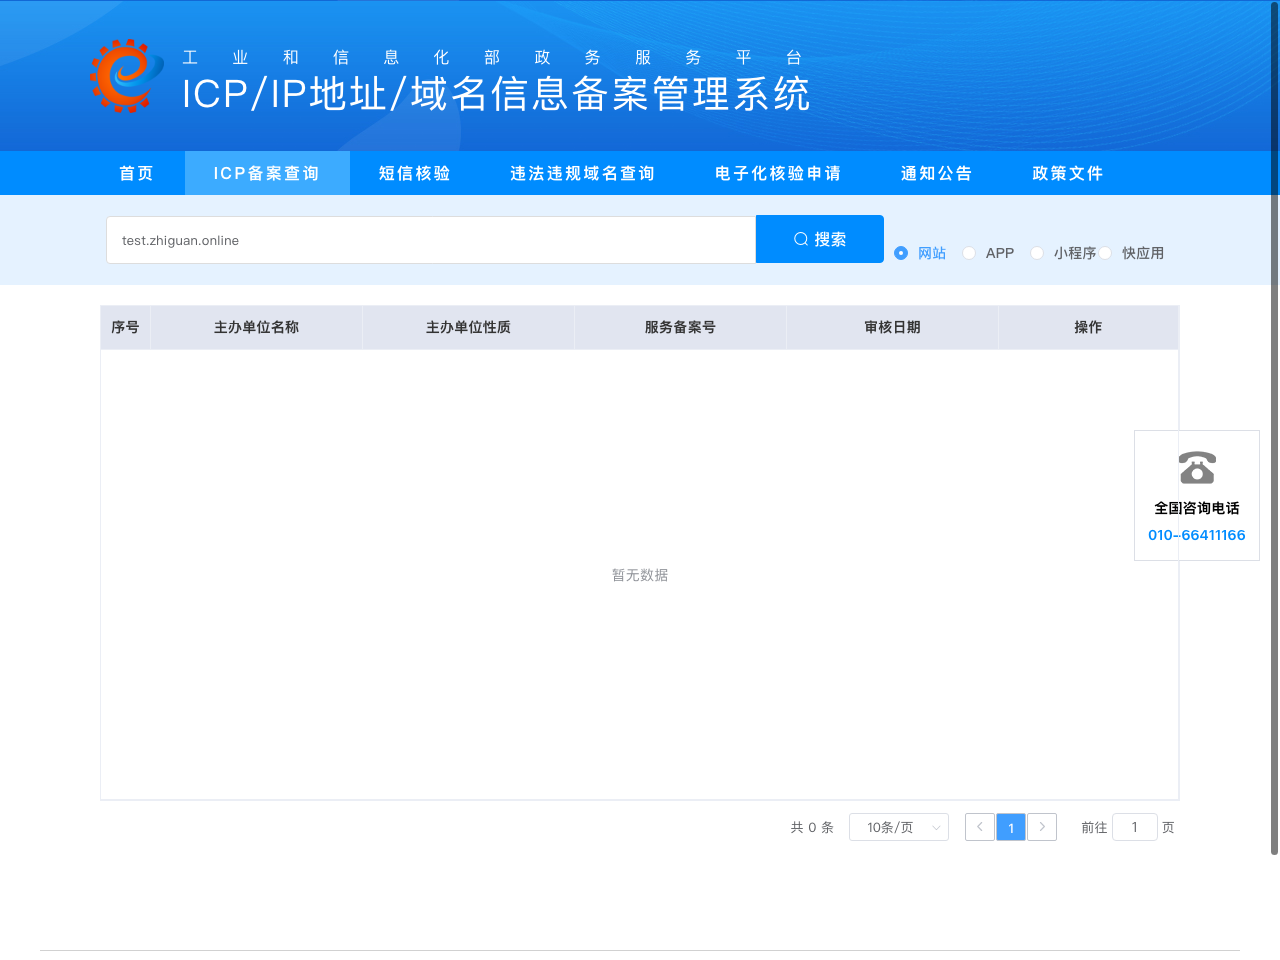 工业和信息化部政务服务平台
ICP/IP地址/域名信息备案管理系统
首页 ICP备案查询 短信核验 违法违规域名查询 电子化核验申请 通知公告 政策文件
test.zhiguan.online 搜索 网站 APP 小程序 快应用
序号 主办单位名称 主办单位性质 服务备案号 审核日期 操作
全国咨询电话
010-66411166
暂无数据
共 0 条 10条/页 1 前往 1 页